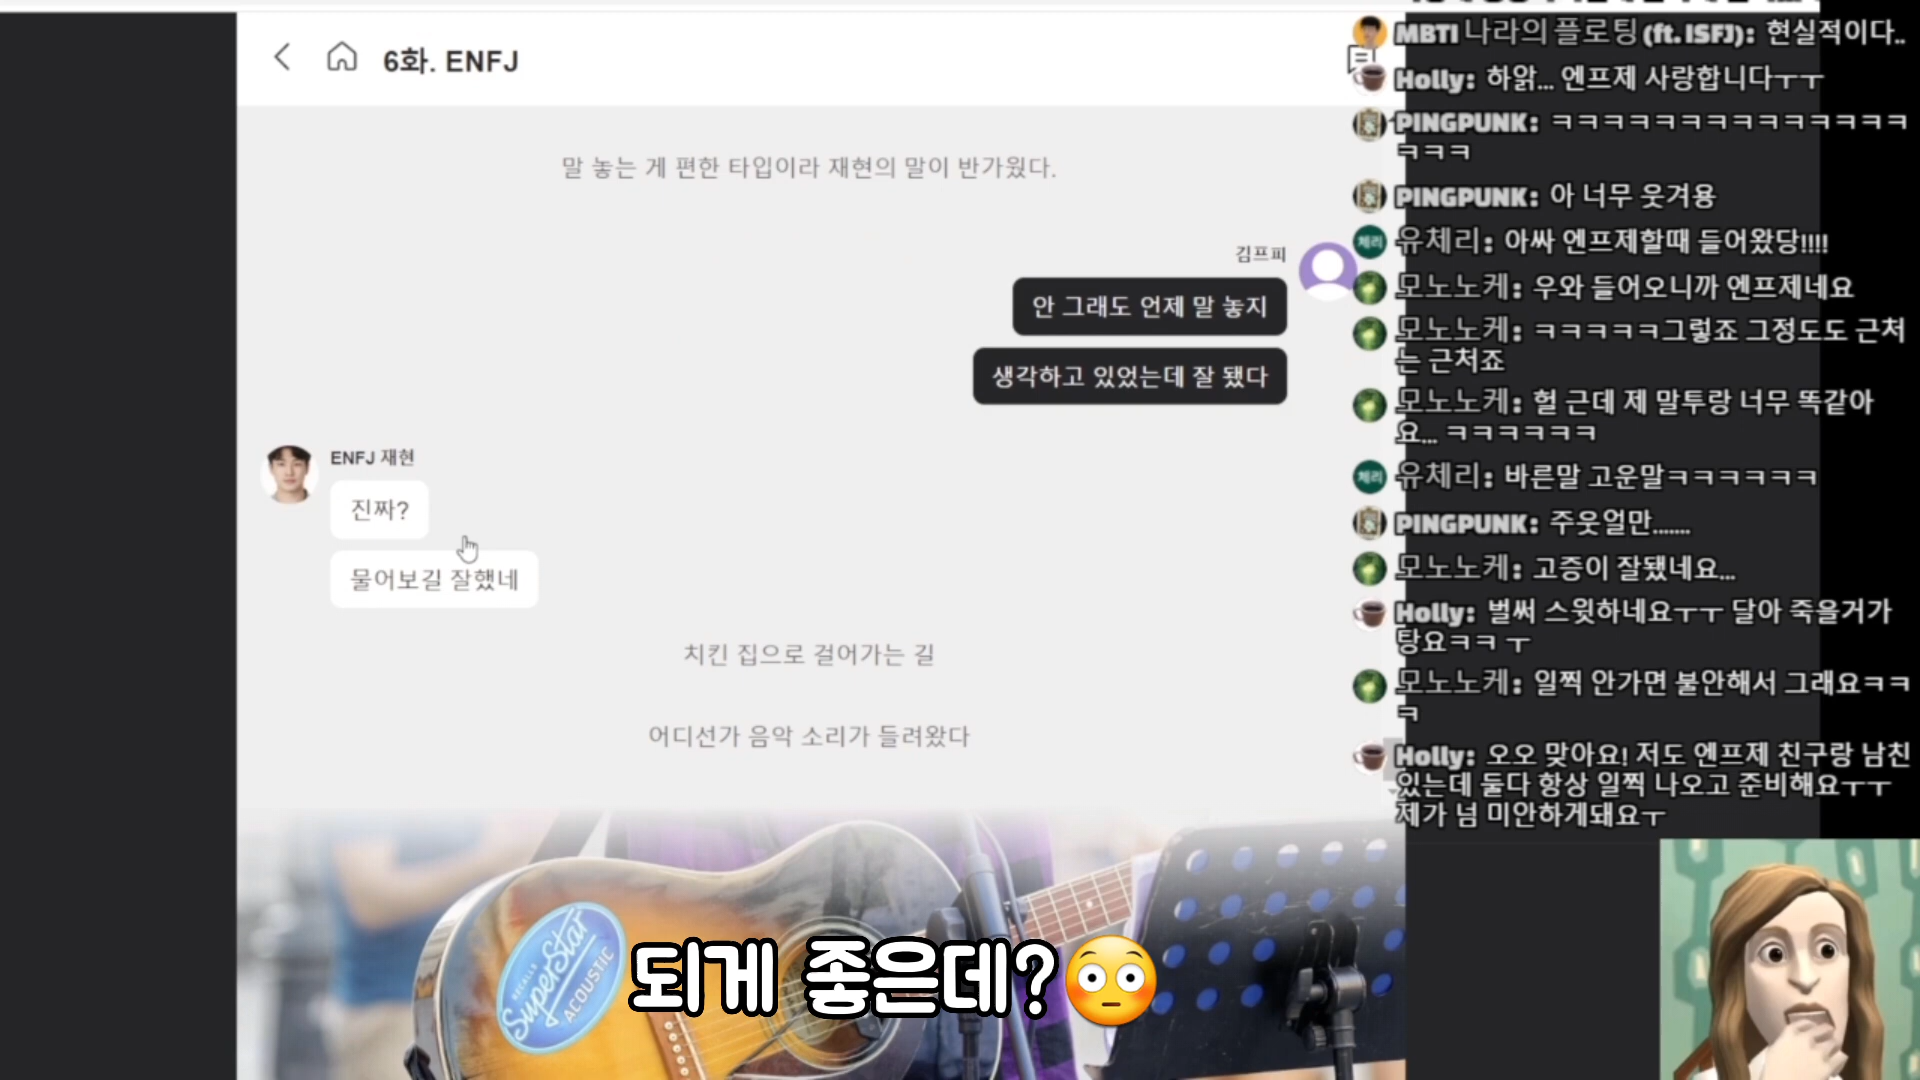 6화. ENFJ
말 놓는 게 편한 타입이라 재현의 말이 반가웠다.
김프피
안 그래도 언제 말 놓지
생각하고 있었는데 잘 됐다
ENFJ 재현
진짜?
물어보길 잘했네
치킨 집으로 걸어가는 길
어디선가 음악 소리가 들려왔다
SuperStar
ACOUSTIC
되게 좋은데?😳
MBTI 나라의 플로팅 (ft. ISFJ): 현실적이다..
Holly: 하앍... 엔프제 사랑합니다ㅜㅜ
PINGPUNK: ㅋㅋㅋㅋㅋㅋㅋㅋㅋㅋㅋㅋㅋㅋ
ㅋㅋㅋ
PINGPUNK: 아 너무 웃겨용
체리
유체리: 아싸 엔프제할때 들어왔당!!!!
모노노케: 우와 들어오니까 엔프제네요
모노노케: ㅋㅋㅋㅋㅋ그렇죠 그정도도 근처
는 근처죠
모노노케: 헐 근데 제 말투랑 너무 똑같아
요... ㅋㅋㅋㅋㅋㅋ
체리
유체리: 바른말 고운말ㅋㅋㅋㅋㅋㅋ
PINGPUNK: 주웃얼만.......
모노노케: 고증이 잘됐네요...
Holly: 벌써 스윗하네요ㅜㅜ 달아 죽을거가
탕요ㅋㅋ ㅜ
모노노케: 일찍 안가면 불안해서 그래요ㅋㅋ
ㅋ
Holly: 오오 맞아요! 저도 엔프제 친구랑 남친
있는데 둘다 항상 일찍 나오고 준비해요ㅜㅜ
제가 넘 미안하게돼요ㅜ